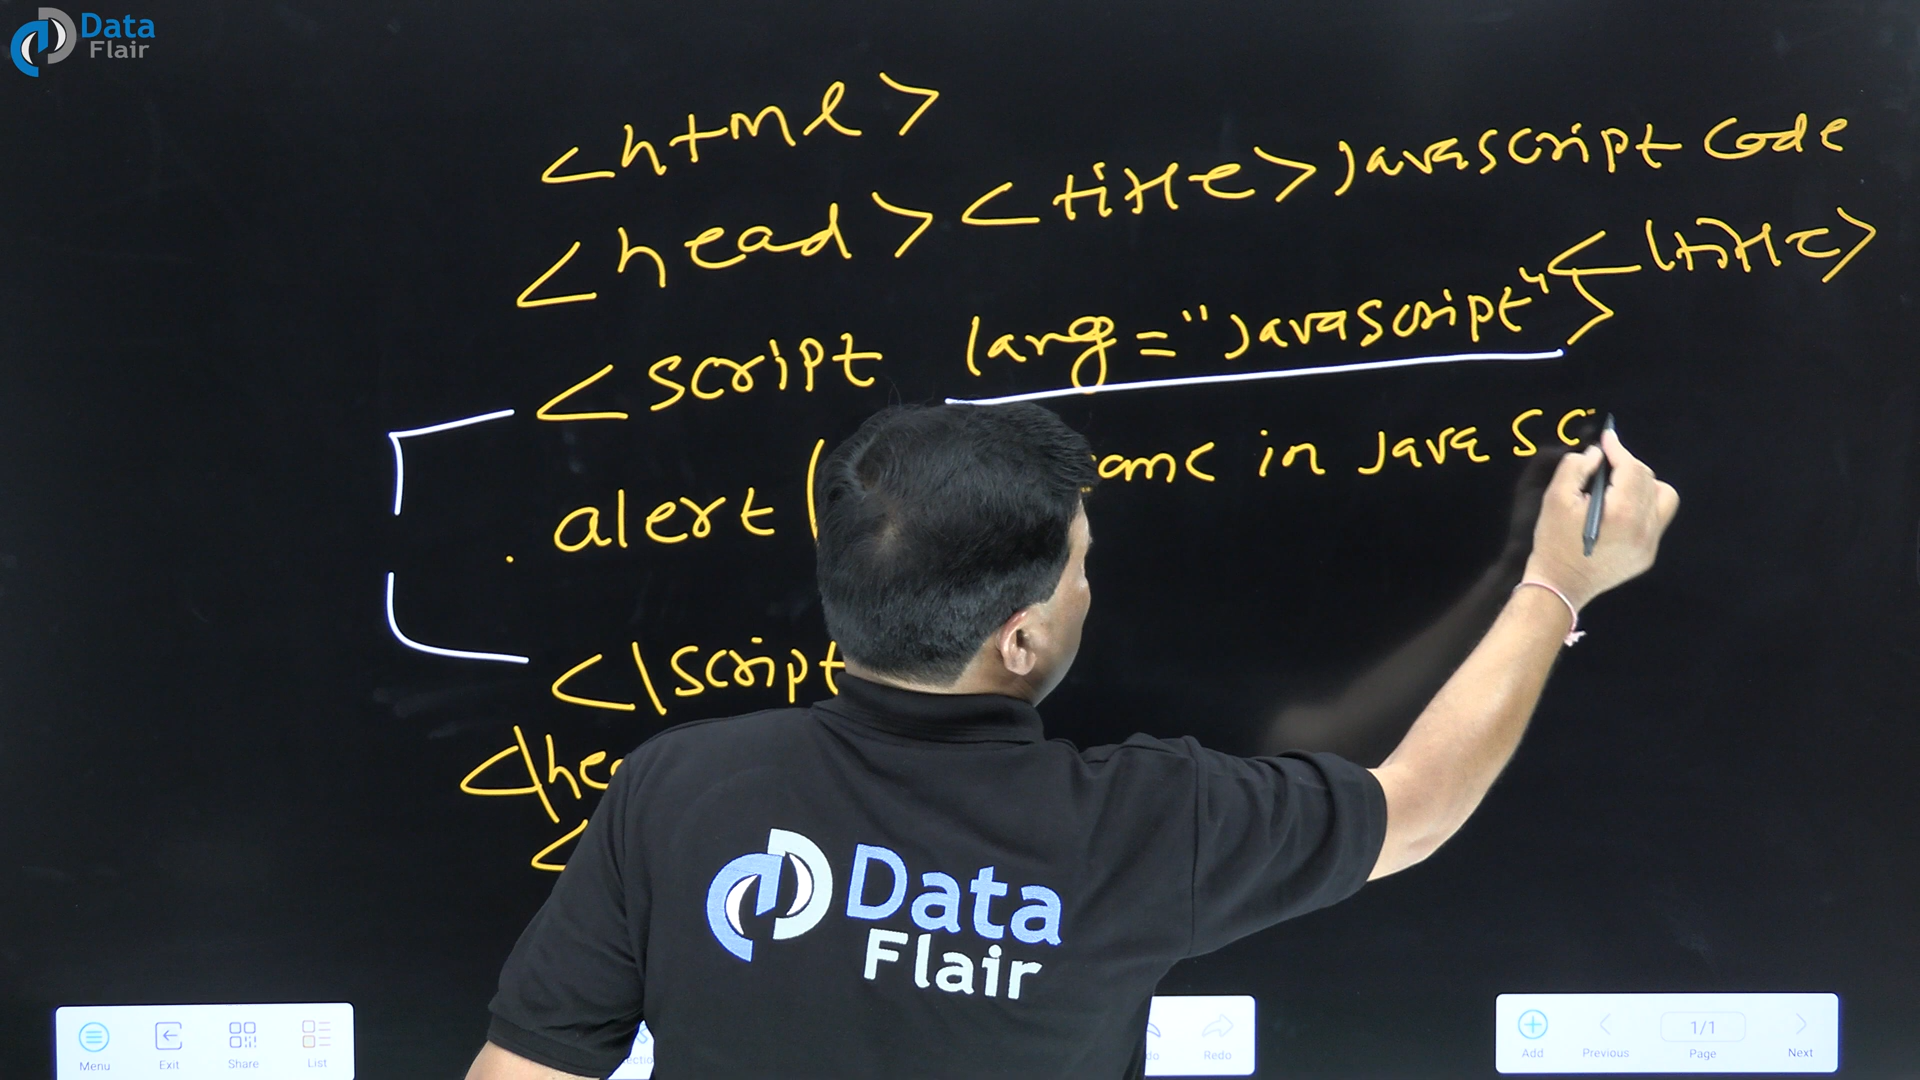 Data
Flair
<html>
<head><title>Javascript Code
</title>
<script lang="Javascript">
alert( in Java Sc
</script
</he
<
Data
Flair
Menu
Exit
Share
List
Redo
Add
Previous
1/1
Page
Next